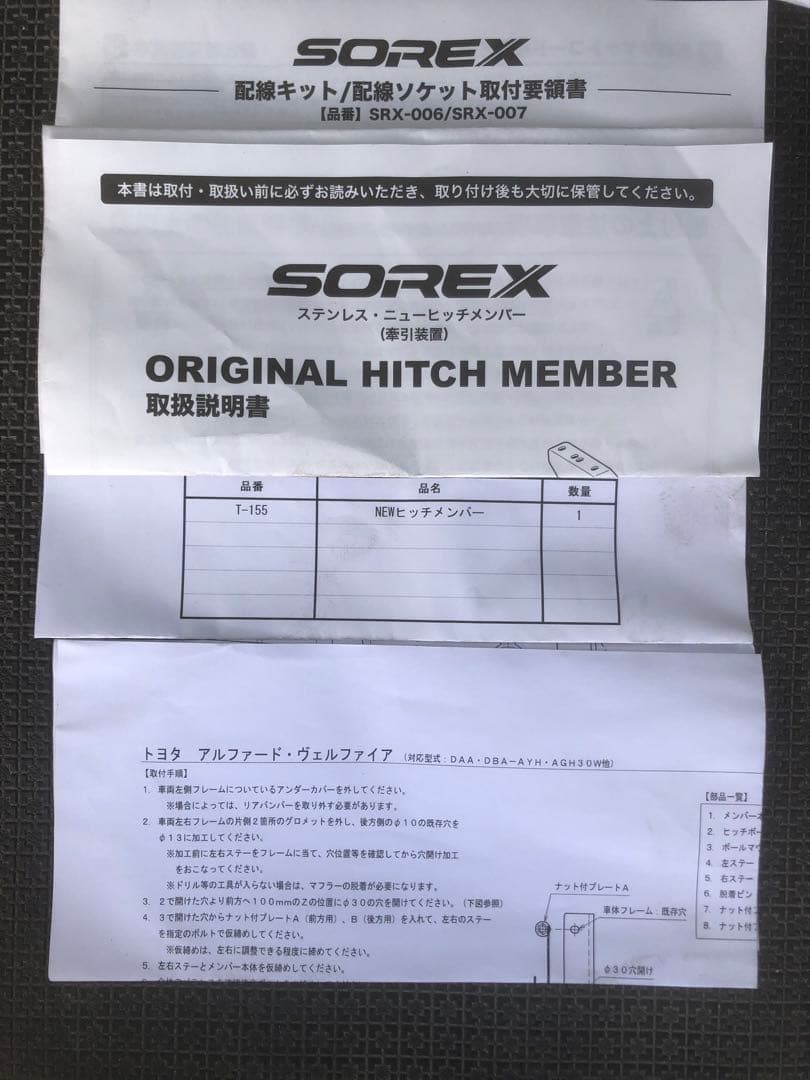 SOREX
配線キット/配線ソケット取付要領書
【品番】SRX-006/SRX-007
本書は取付・取扱い前に必ずお読みいただき、取り付け後も大切に保管してください。
SOREX
ステンレス・ニューヒッチメンバー
(牽引装置)
ORIGINAL HITCH MEMBER
取扱説明書
品番 品名 数量
T-155 NEWヒッチメンバー 1
トヨタ アルファード・ヴェルファイア (対応型式:DAA・DBA-AYH・AGH30W他)
【取付手順】
1. 車両左側フレームについているアンダーカバーを外してください。
※場合によっては、リアバンパーを取り外す必要があります。
2. 車両左右フレームの片側2箇所のグロメットを外し、後方側のφ10の既存穴を
φ13に加工してください。
※加工前に左右ステーをフレームに当て、穴位置等を確認してから穴開け加工
をおこなってください。
※ドリル等の工具が入らない場合は、マフラーの脱着が必要になります。
3. 2で開けた穴より前方へ100mmのZの位置にφ30の穴を開けてください。(下図参照)
4. 3で開けた穴からナット付プレートA(前方用)、B(後方用)を入れて、左右のステー
を指定のボルトで仮締めしてください。
※仮締めは、左右に調整できる程度に締めてください。
5. 左右ステーとメンバー本体を仮締めしてください。
【部品一覧】
1. メンバー
2. ヒッチボー
3. ボールマウ
4. 左ステー
5. 右ステー
6. 脱着ピン
7. ナット付
8. ナット付
ナット付プレートA
車体フレーム:既存穴
φ30穴開け